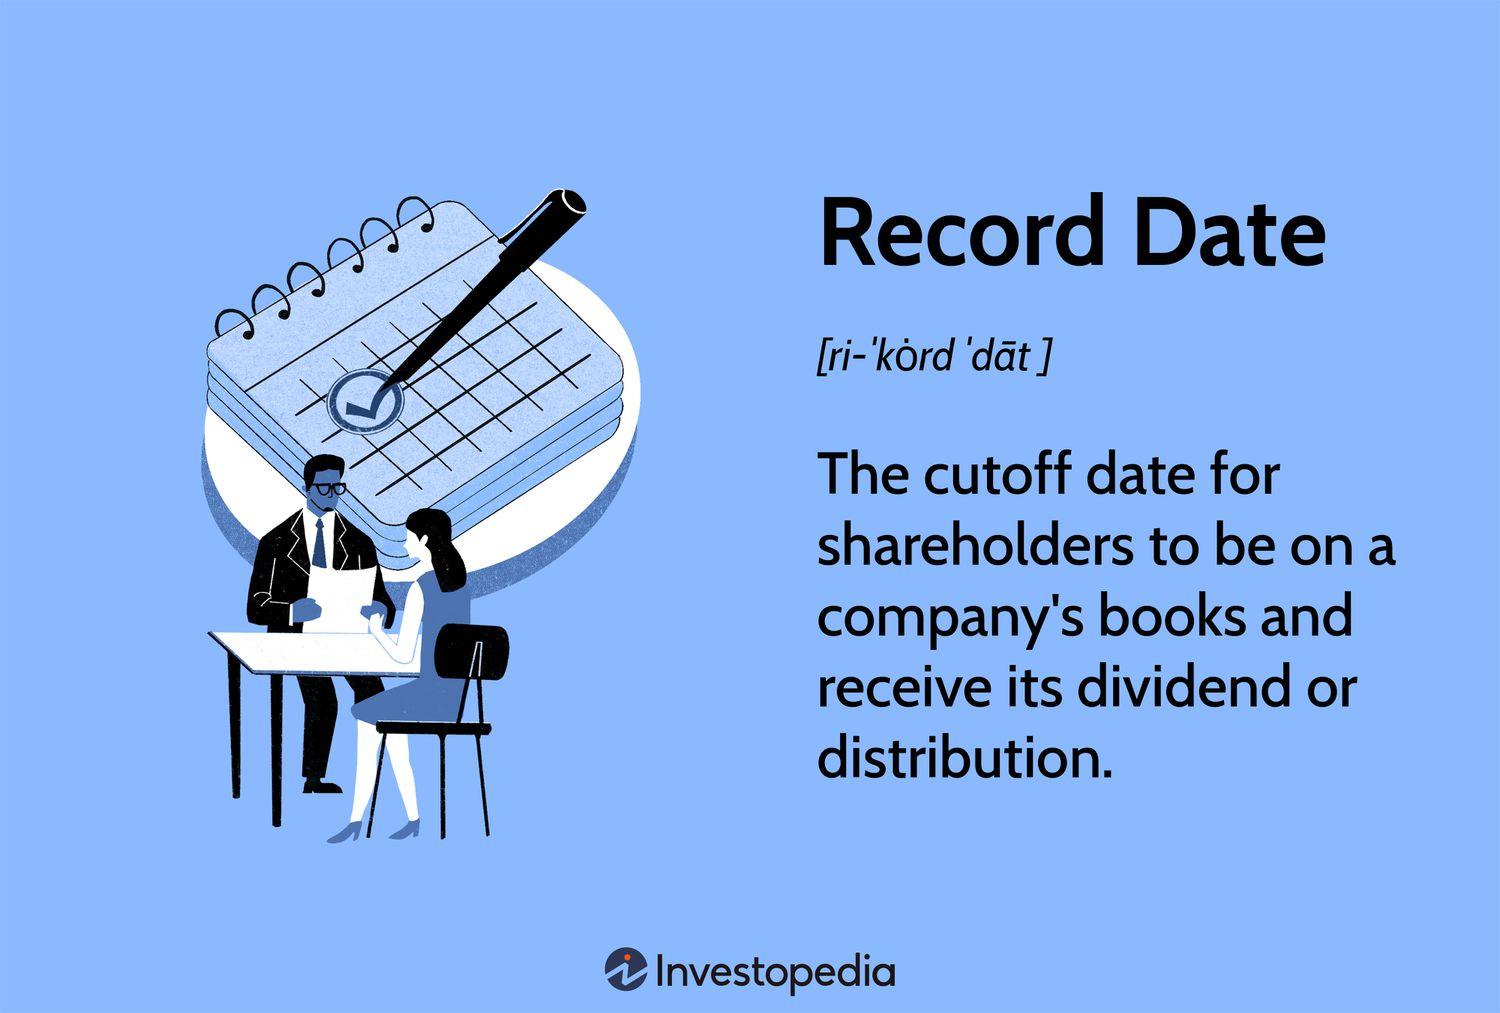 Record Date
[ri-ˈkȯrd ˈdāt ]
The cutoff date for
shareholders to be on a
company's books and
receive its dividend or
distribution.
Investopedia